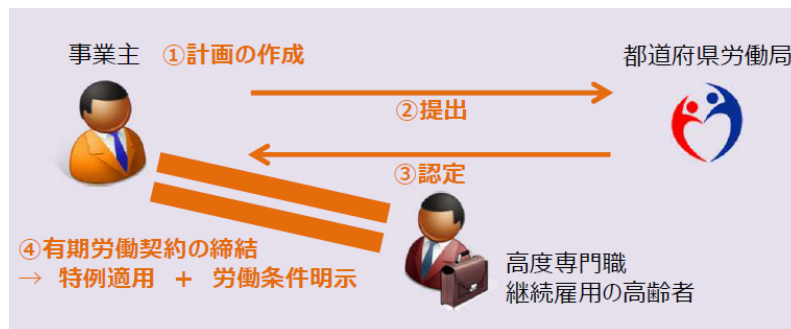 事業主 ①計画の作成
都道府県労働局
②提出
③認定
④有期労働契約の締結
→ 特例適用 + 労働条件明示
高度専門職
継続雇用の高齢者